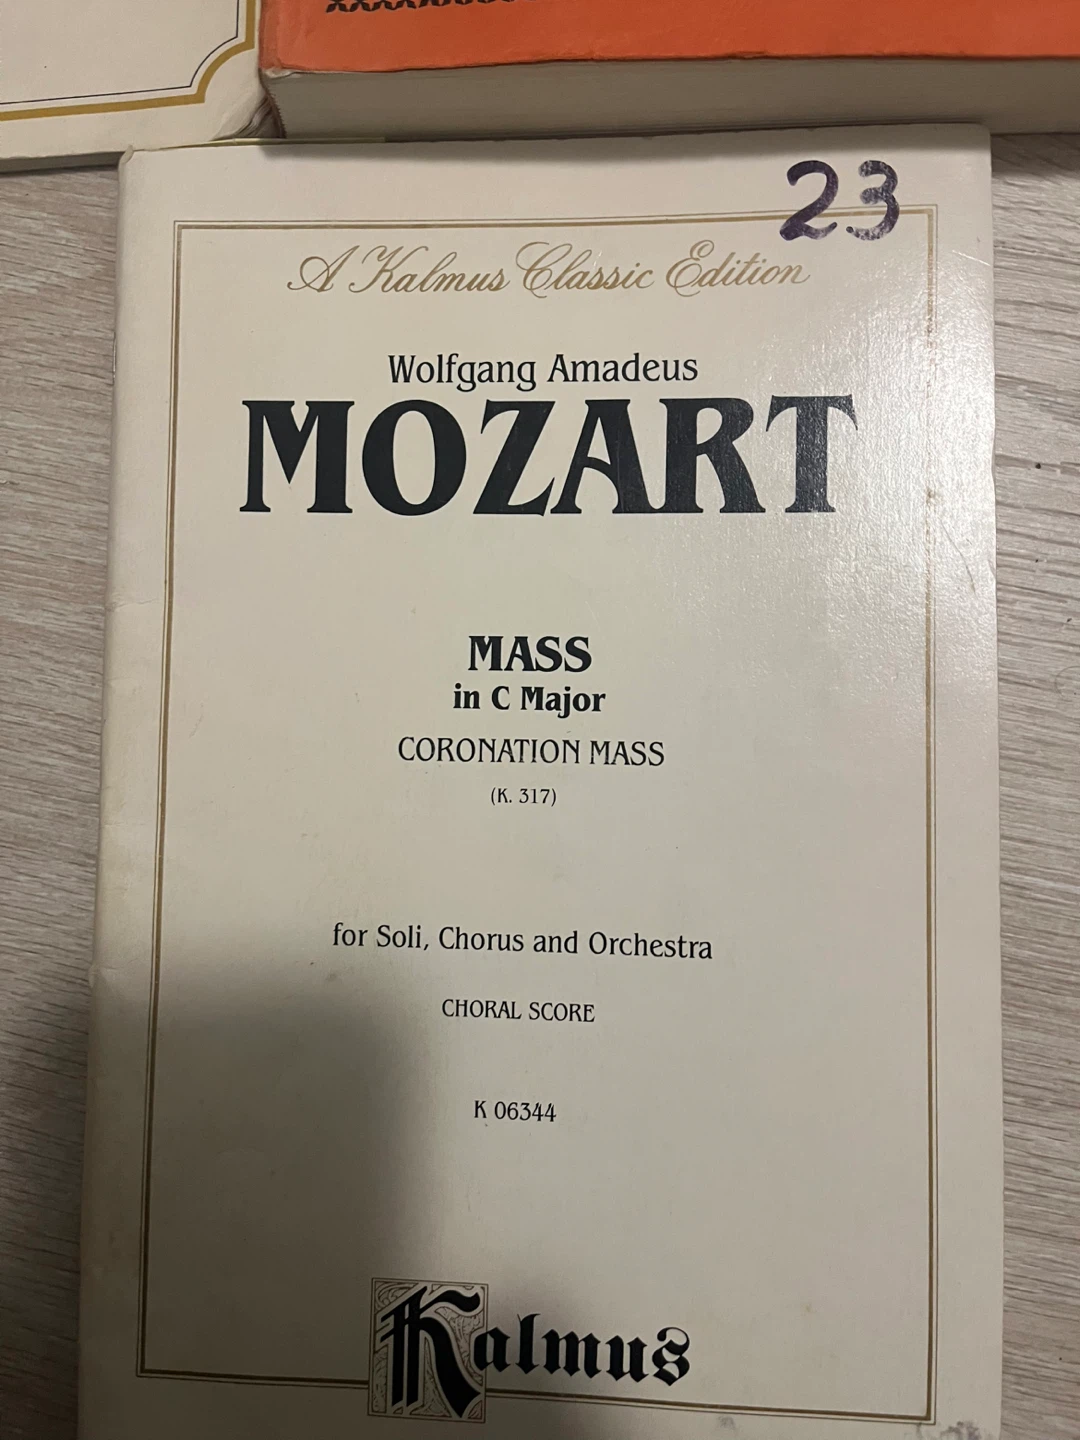 23
A Kalmus Classic Edition
Wolfgang Amadeus
MOZART
MASS
in C Major
CORONATION MASS
(K. 317)
for Soli, Chorus and Orchestra
CHORAL SCORE
K 06344
Kalmus